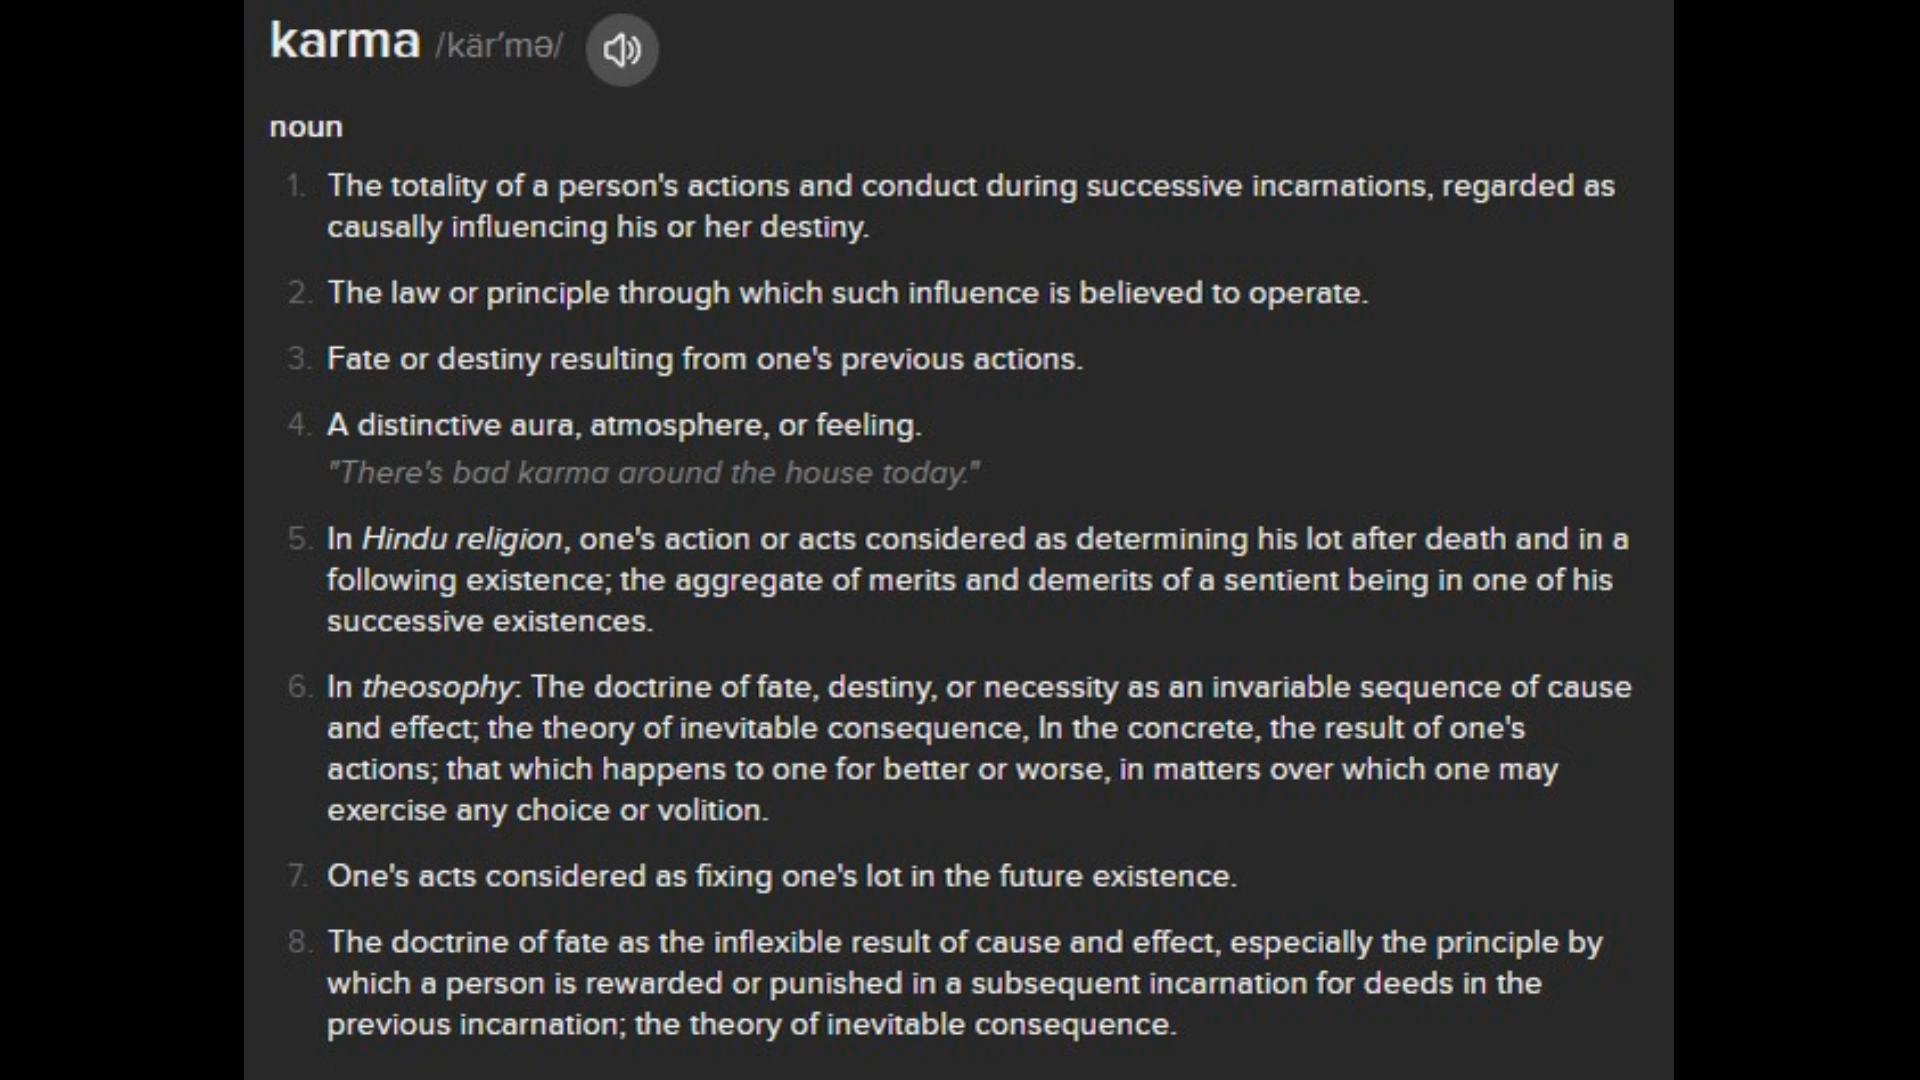 karma /kär′mə/
noun
1. The totality of a person's actions and conduct during successive incarnations, regarded as
causally influencing his or her destiny.
2. The law or principle through which such influence is believed to operate.
3. Fate or destiny resulting from one's previous actions.
4. A distinctive aura, atmosphere, or feeling.
"There's bad karma around the house today."
5. In Hindu religion, one's action or acts considered as determining his lot after death and in a
following existence; the aggregate of merits and demerits of a sentient being in one of his
successive existences.
6. In theosophy: The doctrine of fate, destiny, or necessity as an invariable sequence of cause
and effect; the theory of inevitable consequence, In the concrete, the result of one's
actions; that which happens to one for better or worse, in matters over which one may
exercise any choice or volition.
7. One's acts considered as fixing one's lot in the future existence.
8. The doctrine of fate as the inflexible result of cause and effect, especially the principle by
which a person is rewarded or punished in a subsequent incarnation for deeds in the
previous incarnation; the theory of inevitable consequence.